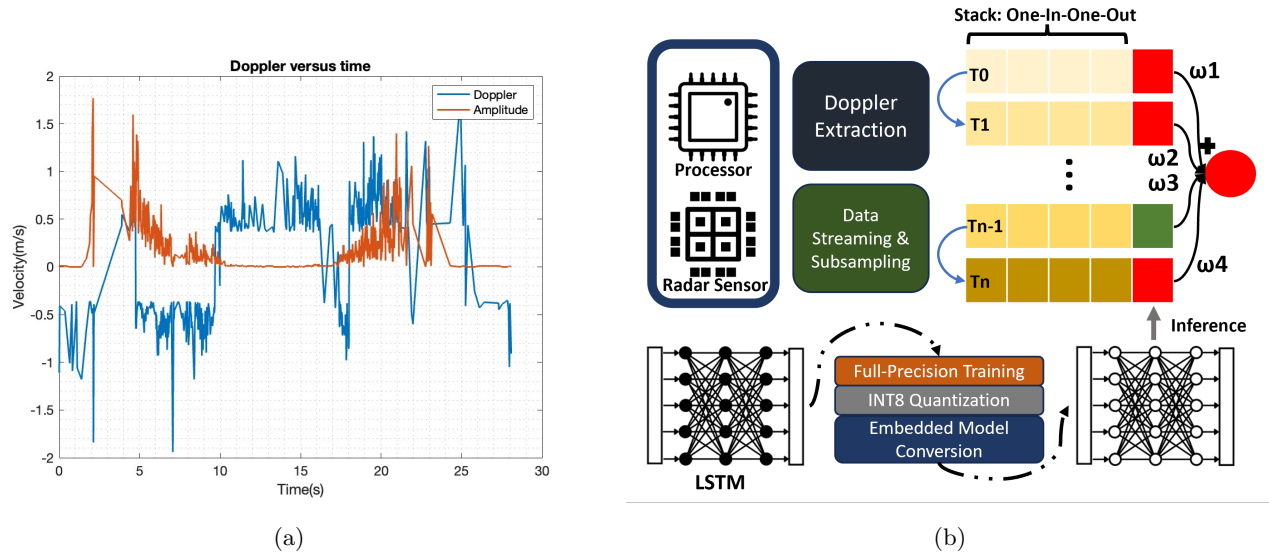 Doppler versus time
2
1.5
1
0.5
0
-0.5
-1
-1.5
-2
0
5
10
15
20
25
30
Velocity(m/s)
Time(s)
Doppler
Amplitude
(a)
Stack: One-In-One-Out
Processor
Radar Sensor
Doppler
Extraction
Data
Streaming &
Subsampling
T0
T1
Tn-1
Tn
ω1
ω2
ω3
ω4
+
Inference
LSTM
Full-Precision Training
INT8 Quantization
Embedded Model
Conversion
(b)